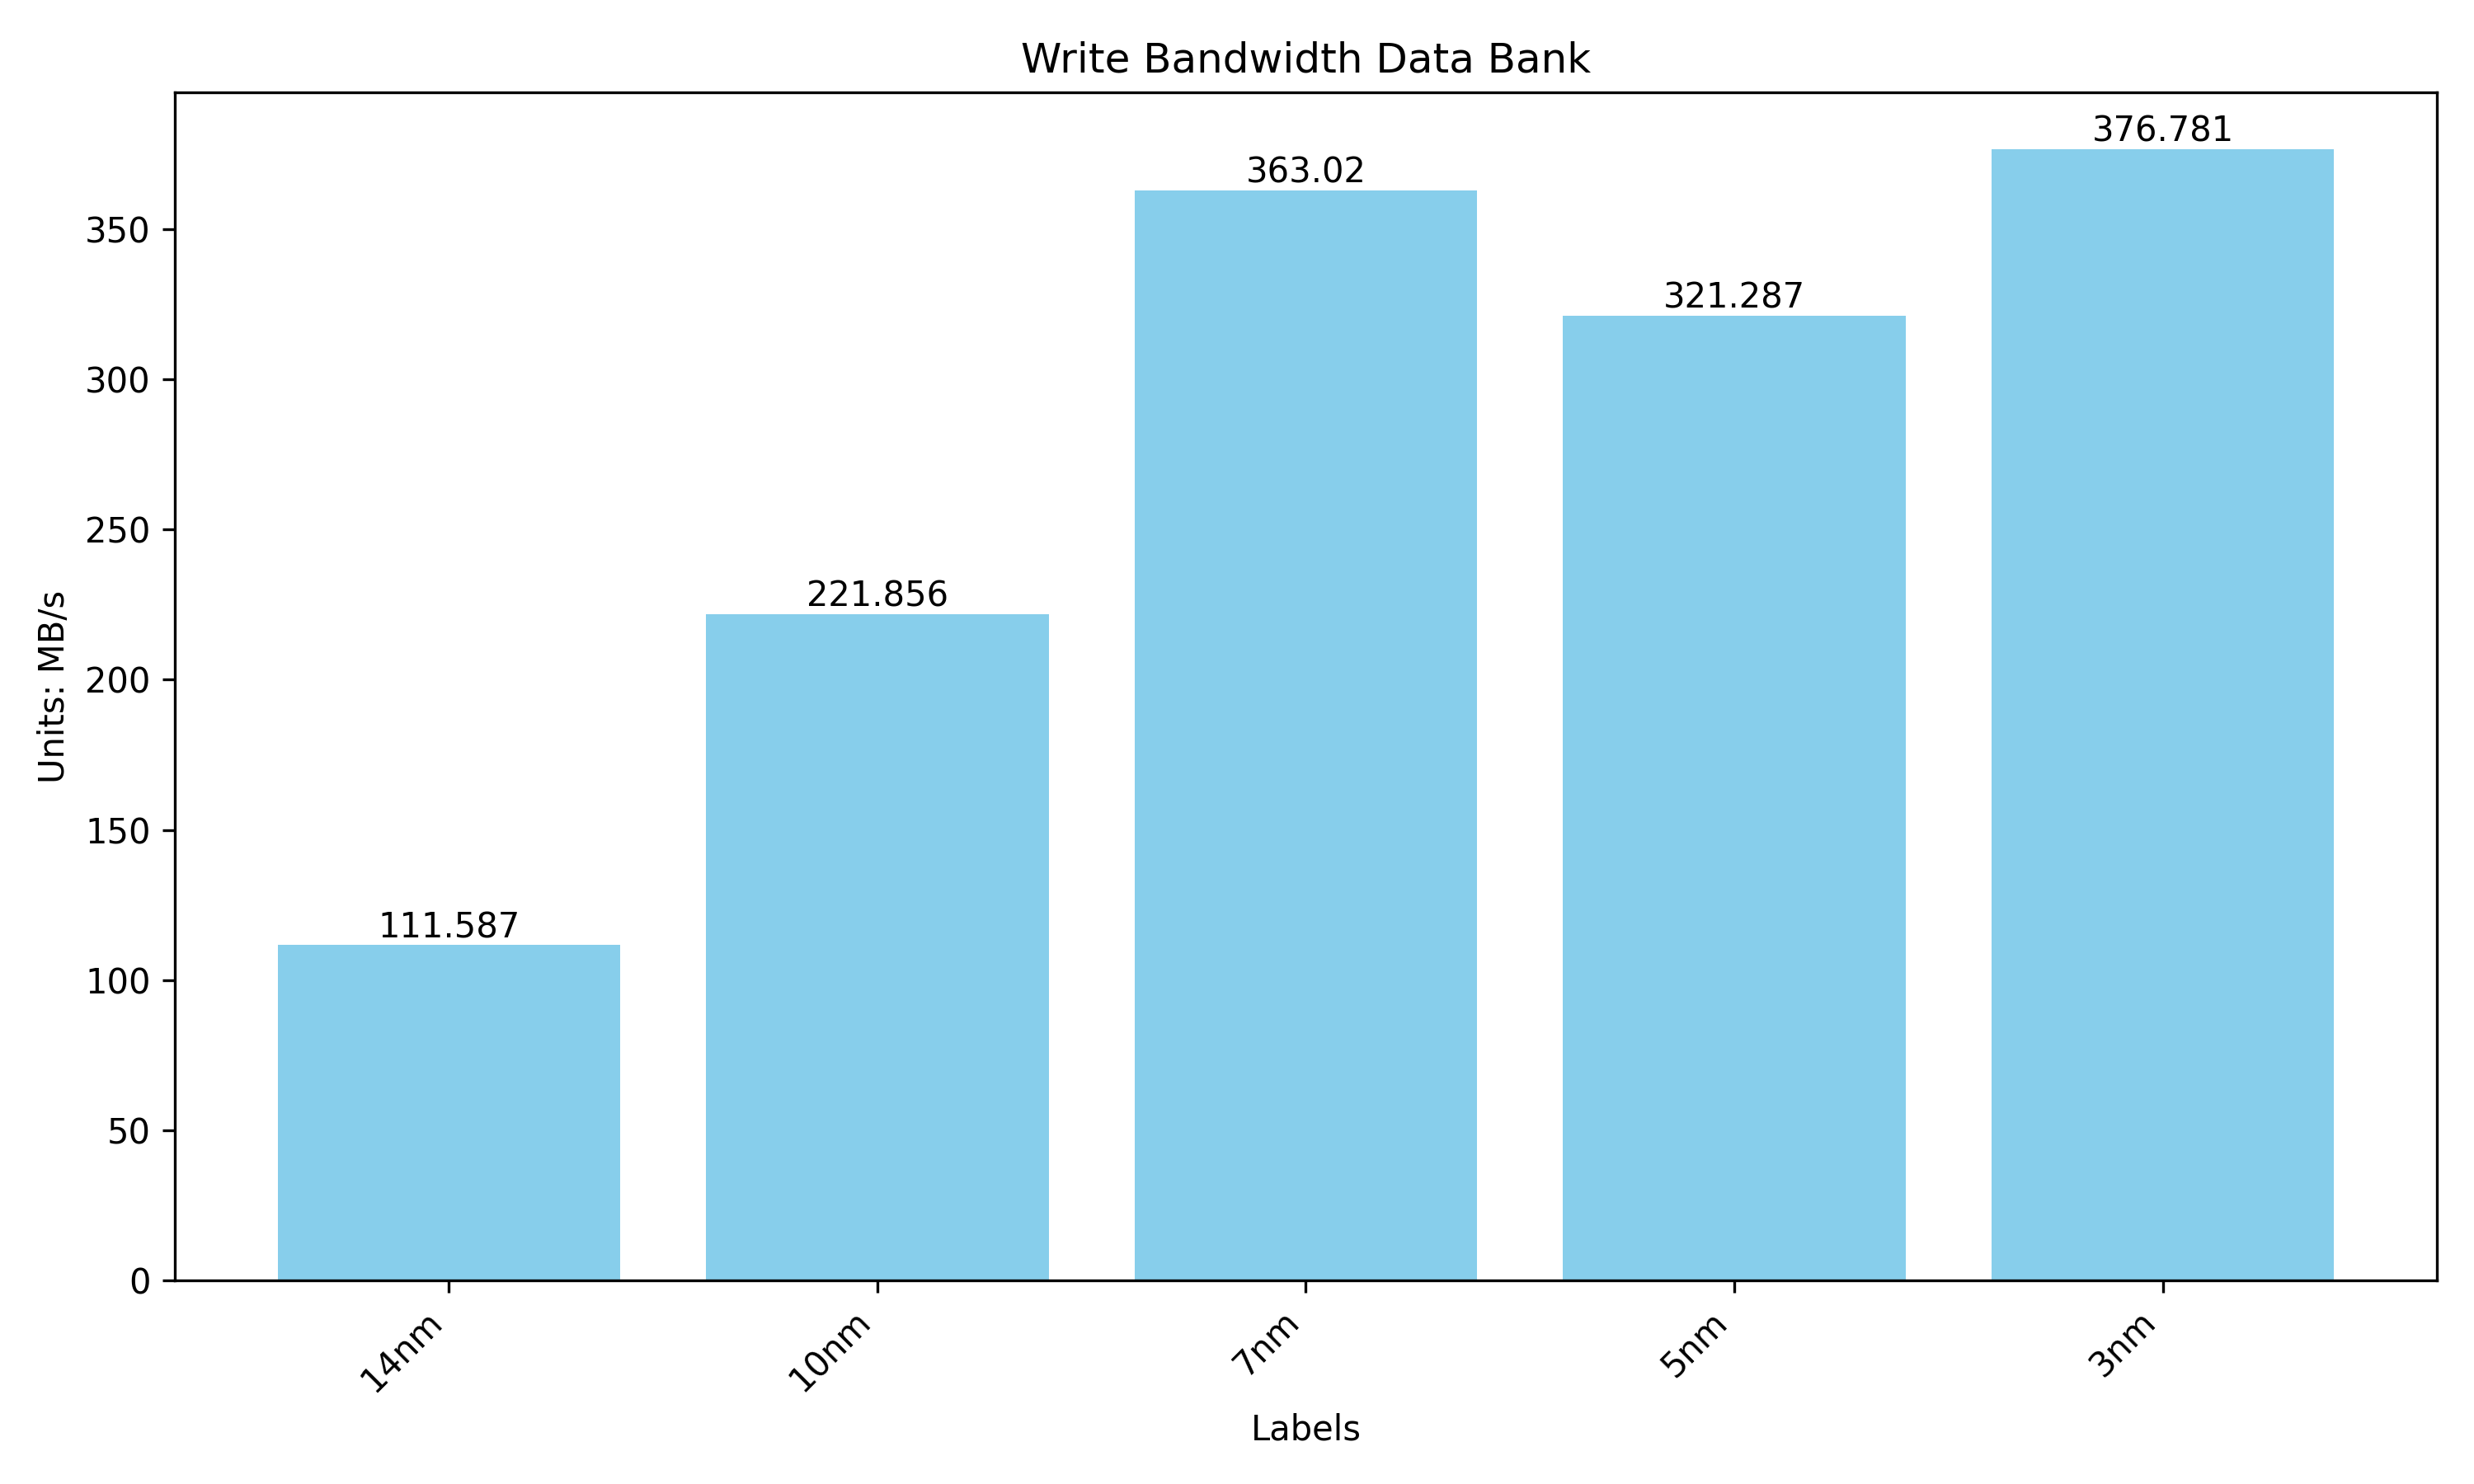 Write Bandwidth Data Bank
376.781
363.02
350
321.287
300
250
221.856
200
150
111.587
100
50
0
Units: MB/s
14nm
10nm
7nm
5nm
3nm
Labels